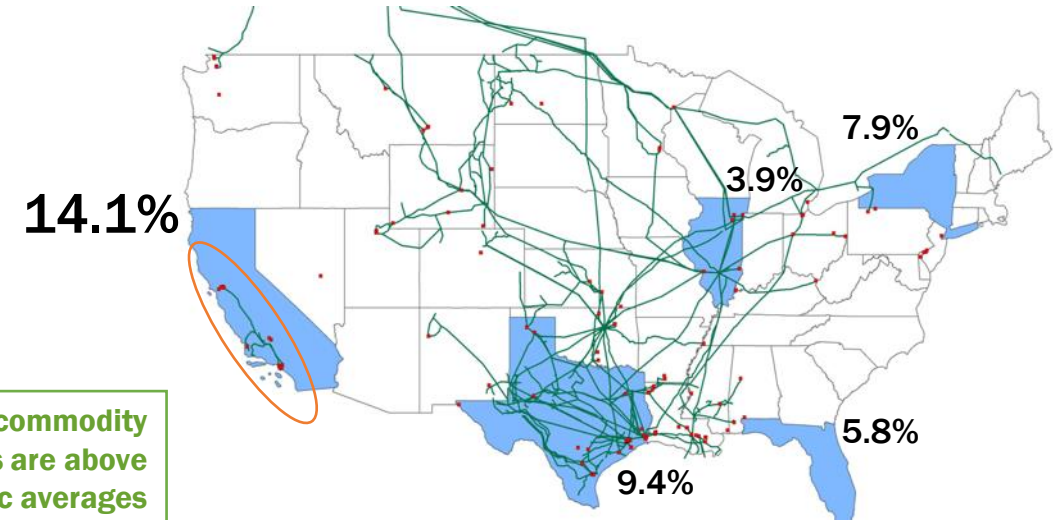 7.9%
3.9%
14.1%
commodity
are above
averages
5.8%
9.4%